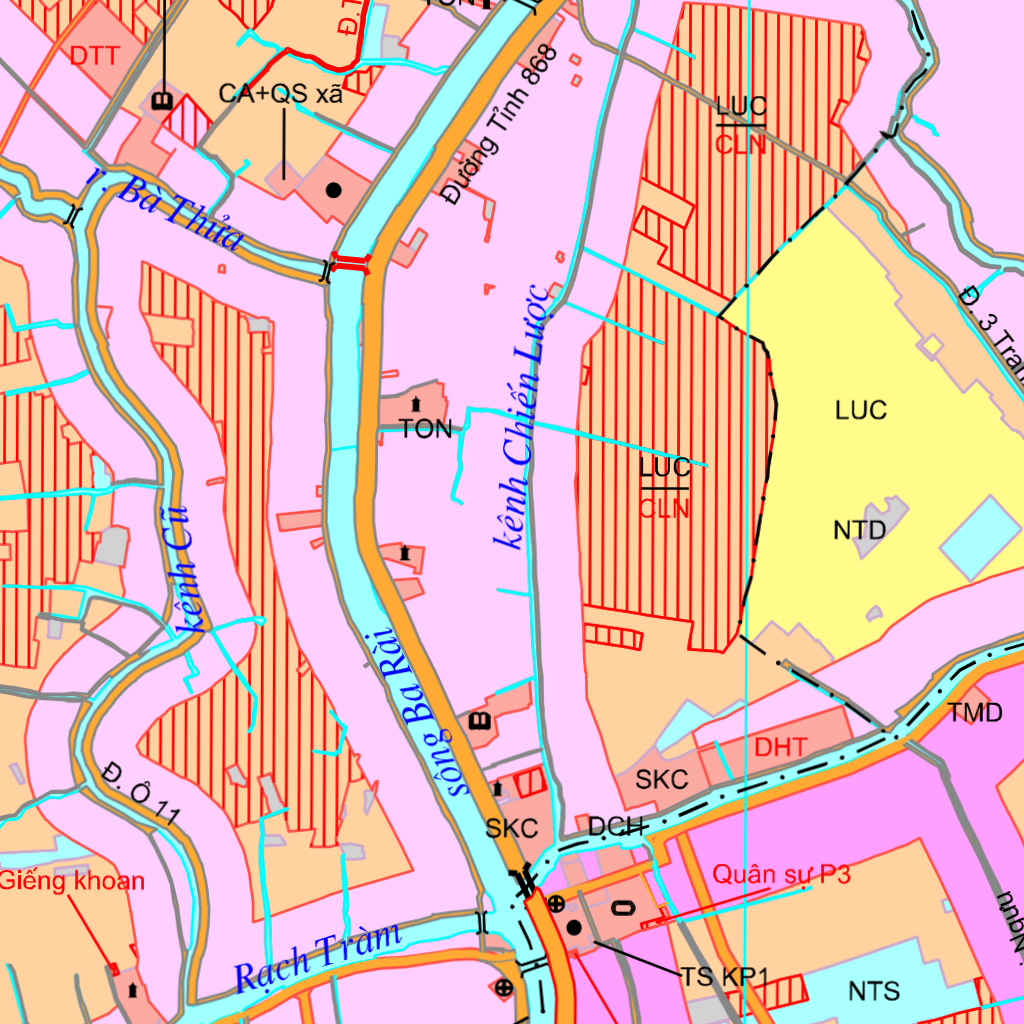 TON
DTT
CA+QS xã
Đường Tỉnh 868
LUC
CLN
r. Bà Thửa
Đ. 3 Tran
kênh Chiến Lược
LUC
TON
LUC
CLN
NTD
kênh Cũ
sông Ba Rài
TMD
DHT
SKC
Đ. Ô 11
SKC
DCH
Giếng khoan
Quân sự P3
Rạch Tràm
TS KP1
NTS